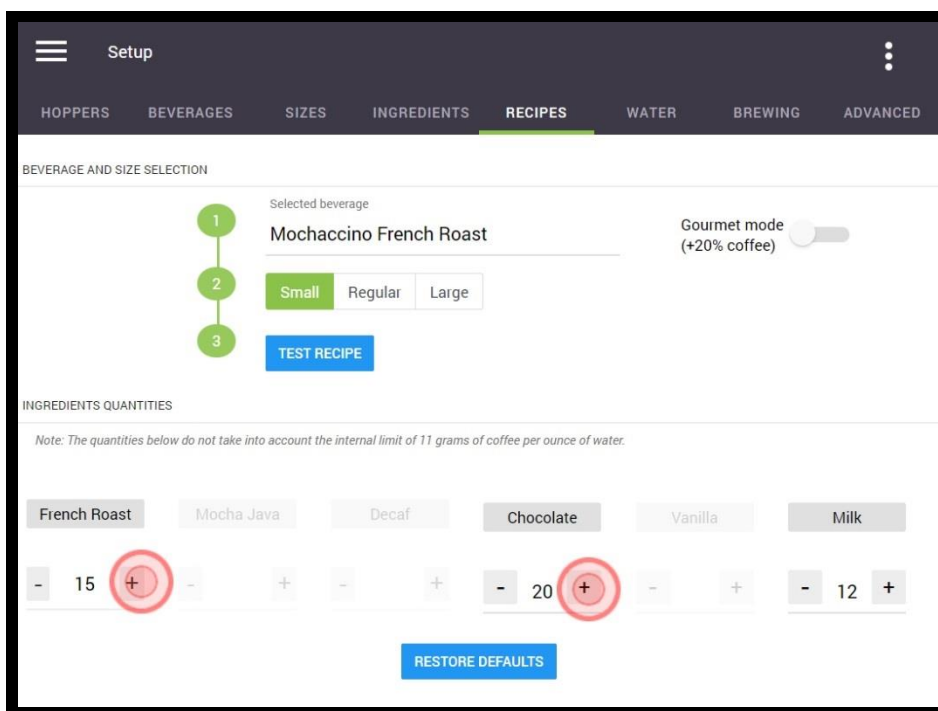 Setup
HOPPERS BEVERAGES SIZES INGREDIENTS RECIPES WATER BREWING ADVANCED
BEVERAGE AND SIZE SELECTION
Selected beverage
1
Mochaccino French Roast
Gourmet mode
(+20% coffee)
2
Small Regular Large
3
TEST RECIPE
INGREDIENTS QUANTITIES
Note: The quantities below do not take into account the internal limit of 11 grams of coffee per ounce of water.
French Roast Mocha Java Decaf Chocolate Vanilla Milk
- 15 + - + - + - 20 + - + - 12 +
RESTORE DEFAULTS